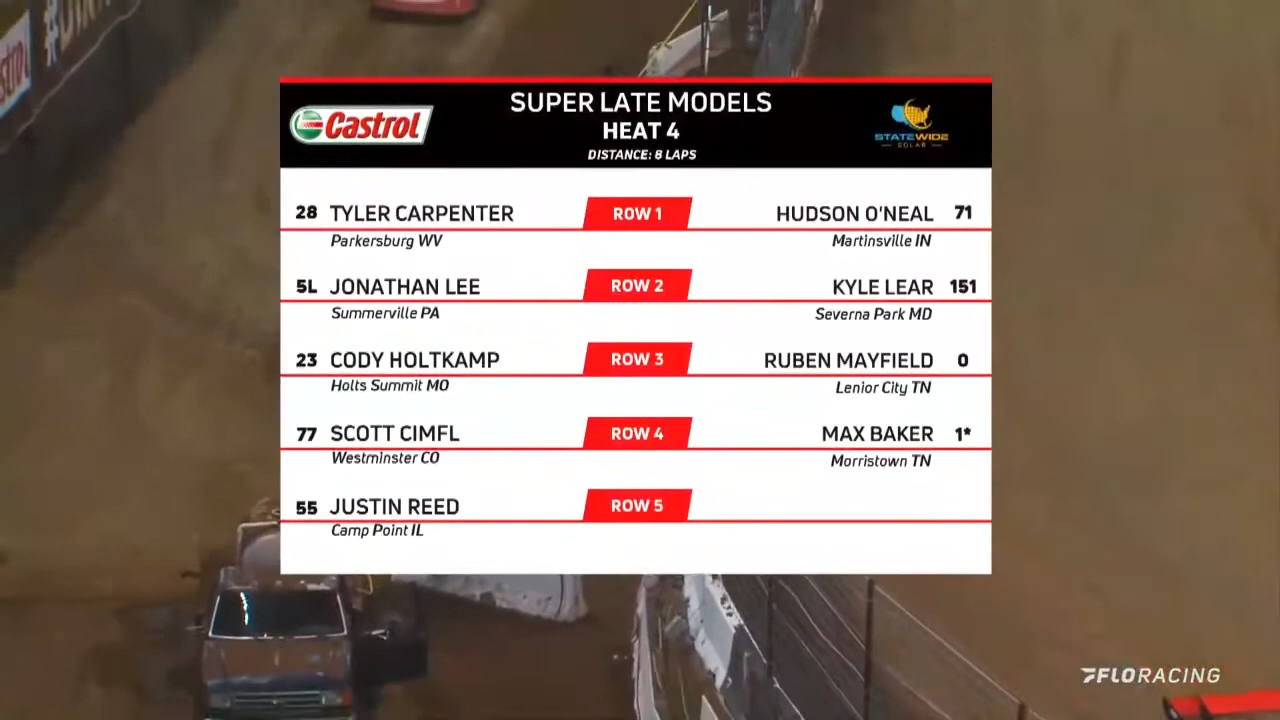 Castrol
SUPER LATE MODELS
HEAT 4
DISTANCE: 8 LAPS
STATEWIDE
SOLAR
28 TYLER CARPENTER ROW 1 HUDSON O'NEAL 71
Parkersburg WV Martinsville IN
5L JONATHAN LEE ROW 2 KYLE LEAR 151
Summerville PA Severna Park MD
23 CODY HOLTKAMP ROW 3 RUBEN MAYFIELD 0
Holts Summit MO Lenior City TN
77 SCOTT CIMFL ROW 4 MAX BAKER 1*
Westminster CO Morristown TN
55 JUSTIN REED ROW 5
Camp Point IL
FLORACING